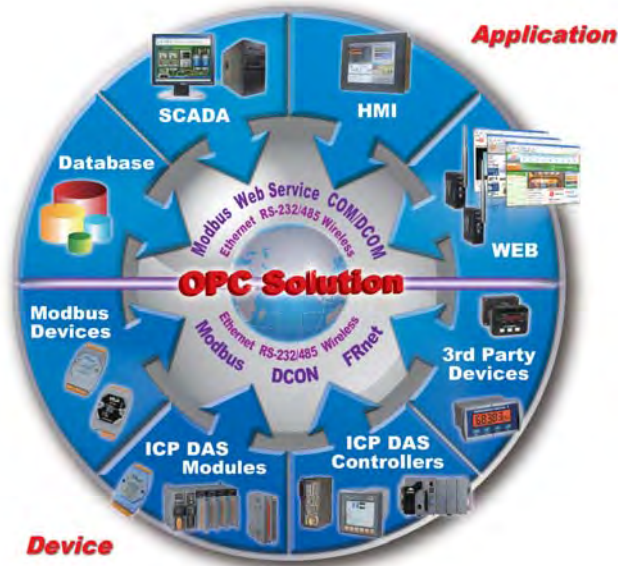 Application
SCADA
HMI
Database
WEB
Modbus Web Service COM/DCOM
Ethernet RS-232/485 Wireless
OPC Solution
Ethernet RS-232/485 Wireless
Modbus DCON FRnet
Modbus
Devices
3rd Party
Devices
ICP DAS
Modules
ICP DAS
Controllers
Device